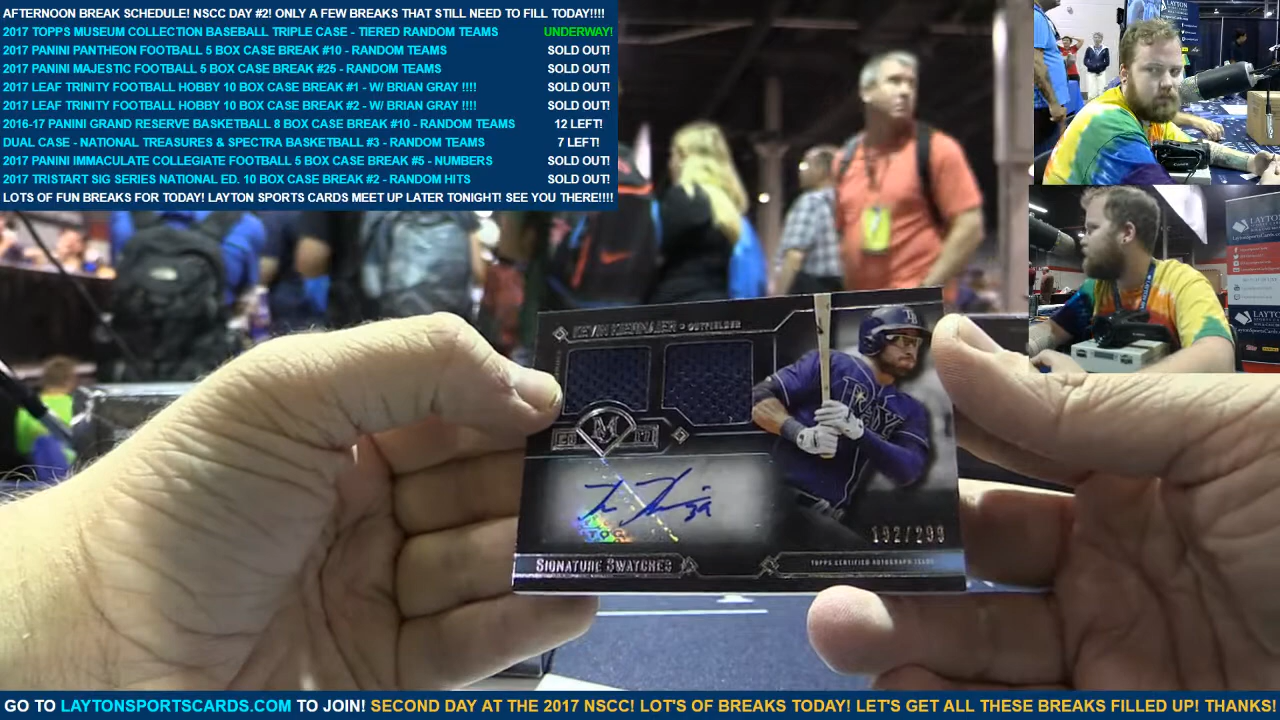 AFTERNOON BREAK SCHEDULE! NSCC DAY #2! ONLY A FEW BREAKS THAT STILL NEED TO FILL TODAY!!!!
2017 TOPPS MUSEUM COLLECTION BASEBALL TRIPLE CASE - TIERED RANDOM TEAMS UNDERWAY!
2017 PANINI PANTHEON FOOTBALL 5 BOX CASE BREAK #10 - RANDOM TEAMS SOLD OUT!
2017 PANINI MAJESTIC FOOTBALL 5 BOX CASE BREAK #25 - RANDOM TEAMS SOLD OUT!
2017 LEAF TRINITY FOOTBALL HOBBY 10 BOX CASE BREAK #1 - W/ BRIAN GRAY !!!! SOLD OUT!
2017 LEAF TRINITY FOOTBALL HOBBY 10 BOX CASE BREAK #2 - W/ BRIAN GRAY !!!! SOLD OUT!
2016-17 PANINI GRAND RESERVE BASKETBALL 8 BOX CASE BREAK #10 - RANDOM TEAMS 12 LEFT!
DUAL CASE - NATIONAL TREASURES & SPECTRA BASKETBALL #3 - RANDOM TEAMS 7 LEFT!
2017 PANINI IMMACULATE COLLEGIATE FOOTBALL 5 BOX CASE BREAK #5 - NUMBERS SOLD OUT!
2017 TRISTART SIG SERIES NATIONAL ED. 10 BOX CASE BREAK #2 - RANDOM HITS SOLD OUT!
LOTS OF FUN BREAKS FOR TODAY! LAYTON SPORTS CARDS MEET UP LATER TONIGHT! SEE YOU THERE!!!!
KEVIN KIERMAIER • OUTFIELDER
M
2017
RAYS
39
192/299
SIGNATURE SWATCHES
TOPPS CERTIFIED AUTOGRAPH ISSUE
LAYTON
GO TO LAYTONSPORTSCARDS.COM TO JOIN! SECOND DAY AT THE 2017 NSCC! LOT'S OF BREAKS TODAY! LET'S GET ALL THESE BREAKS FILLED UP! THANKS!